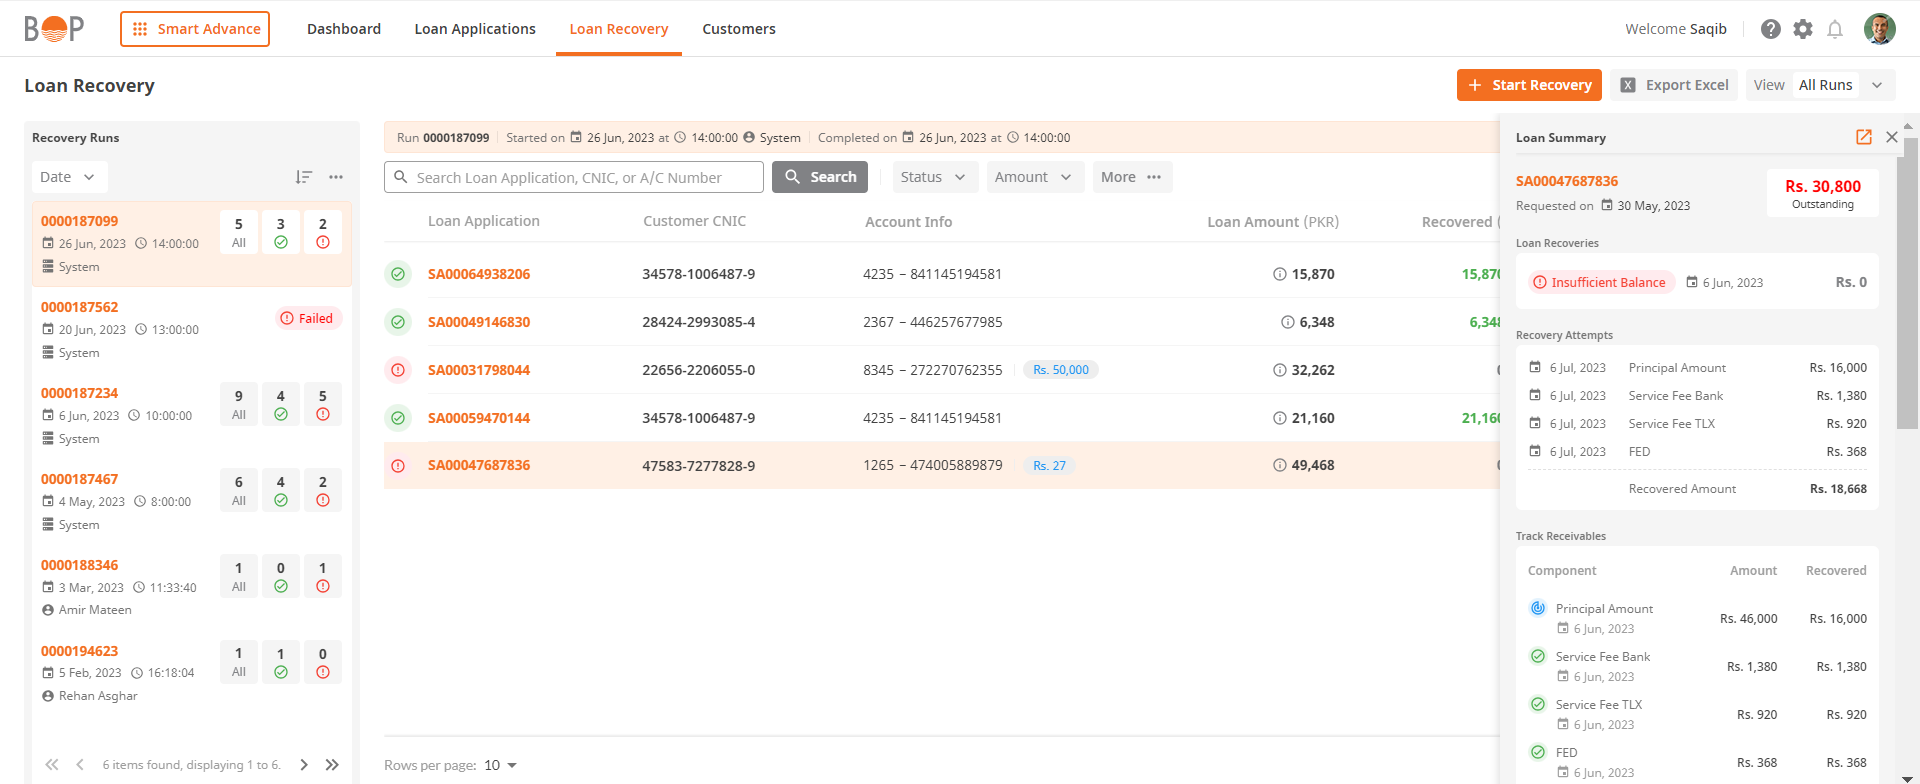 BOP
Smart Advance
Dashboard
Loan Applications
Loan Recovery
Customers
Welcome Saqib
Loan Recovery
Start Recovery
X Export Excel
View All Runs
Recovery Runs
Date
0000187099
26 Jun, 2023 14:00:00
System
5 All
3
2
0000187562
20 Jun, 2023 13:00:00
System
Failed
0000187234
6 Jun, 2023 10:00:00
System
9 All
4
5
0000187467
4 May, 2023 8:00:00
System
6 All
4
2
0000188346
3 Mar, 2023 11:33:40
Amir Mateen
1 All
0
1
0000194623
5 Feb, 2023 16:18:04
Rehan Asghar
1 All
1
0
6 items found, displaying 1 to 6.
Run 0000187099 Started on 26 Jun, 2023 at 14:00:00 System Completed on 26 Jun, 2023 at 14:00:00
Search Loan Application, CNIC, or A/C Number
Search
Status
Amount
More
Loan Application Customer CNIC Account Info Loan Amount (PKR) Recovered (
SA00064938206 34578-1006487-9 4235 – 841145194581 15,870 15,870
SA00049146830 28424-2993085-4 2367 – 446257677985 6,348 6,348
SA00031798044 22656-2206055-0 8345 – 272270762355 Rs. 50,000 32,262 0
SA00059470144 34578-1006487-9 4235 – 841145194581 21,160 21,160
SA00047687836 47583-7277828-9 1265 – 474005889879 Rs. 27 49,468 0
Rows per page: 10
Loan Summary
SA00047687836
Requested on 30 May, 2023
Rs. 30,800
Outstanding
Loan Recoveries
Insufficient Balance 6 Jun, 2023 Rs. 0
Recovery Attempts
6 Jul, 2023 Principal Amount Rs. 16,000
6 Jul, 2023 Service Fee Bank Rs. 1,380
6 Jul, 2023 Service Fee TLX Rs. 920
6 Jul, 2023 FED Rs. 368
Recovered Amount Rs. 18,668
Track Receivables
Component Amount Recovered
Principal Amount
6 Jun, 2023
Rs. 46,000 Rs. 16,000
Service Fee Bank
6 Jun, 2023
Rs. 1,380 Rs. 1,380
Service Fee TLX
6 Jun, 2023
Rs. 920 Rs. 920
FED
6 Jun, 2023
Rs. 368 Rs. 368